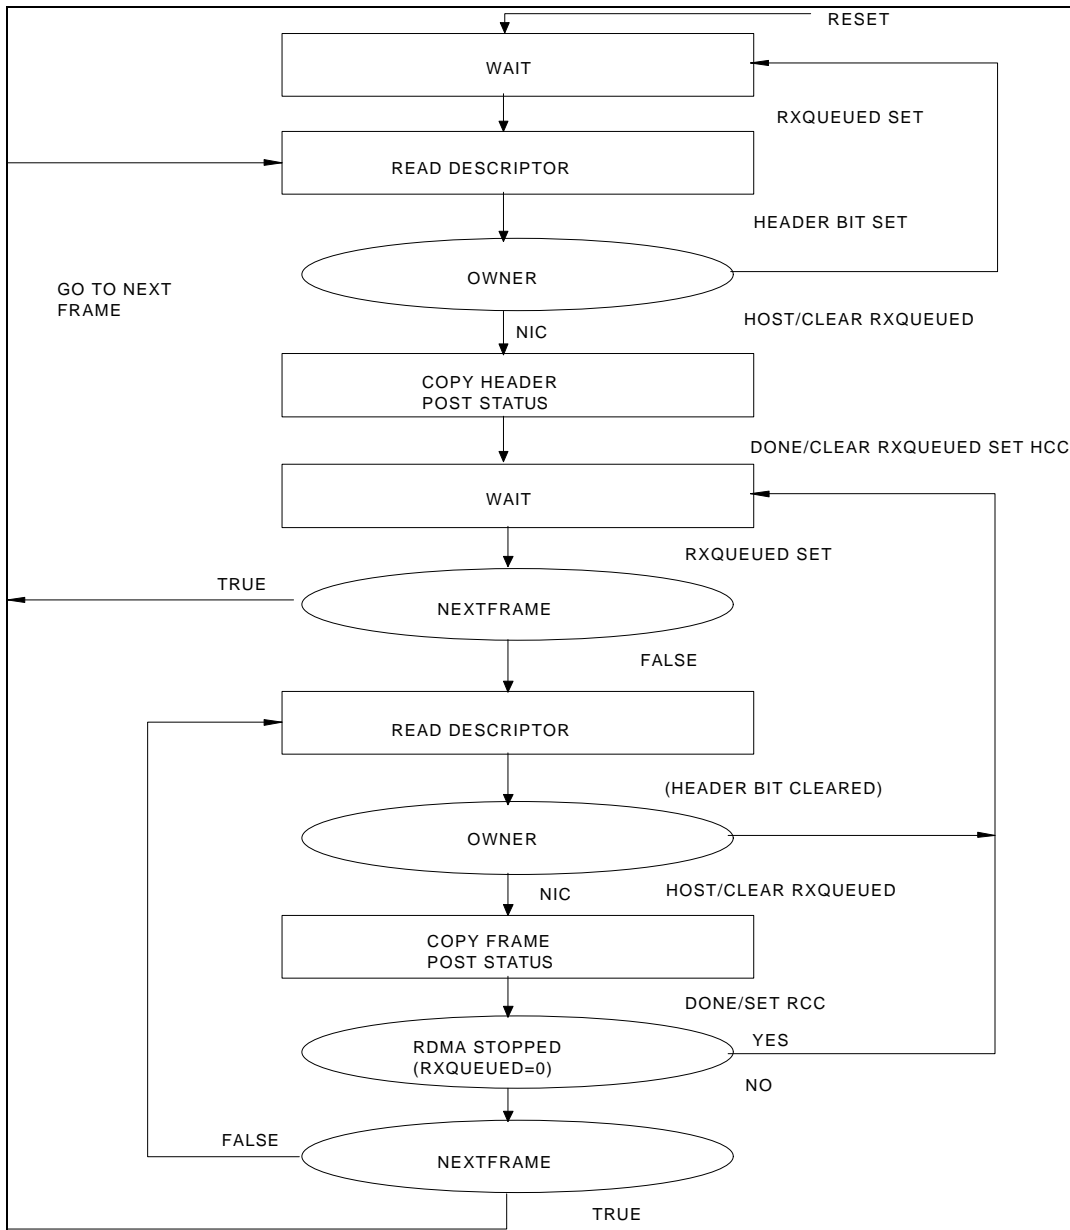 RESET
WAIT
RXQUEUED SET
READ DESCRIPTOR
HEADER BIT SET
OWNER
GO TO NEXT
FRAME
HOST/CLEAR RXQUEUED
NIC
COPY HEADER
POST STATUS
DONE/CLEAR RXQUEUED SET HCC
WAIT
RXQUEUED SET
TRUE
NEXTFRAME
FALSE
READ DESCRIPTOR
(HEADER BIT CLEARED)
OWNER
HOST/CLEAR RXQUEUED
NIC
COPY FRAME
POST STATUS
DONE/SET RCC
YES
RDMA STOPPED
(RXQUEUED=0)
NO
FALSE
NEXTFRAME
TRUE